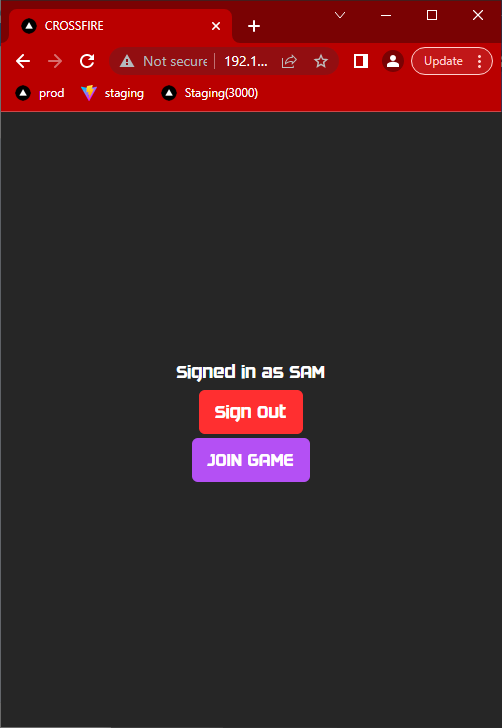 CROSSFIRE
Not secure 192.1...
Update
prod staging Staging(3000)
Signed in as SAM
Sign Out
JOIN GAME